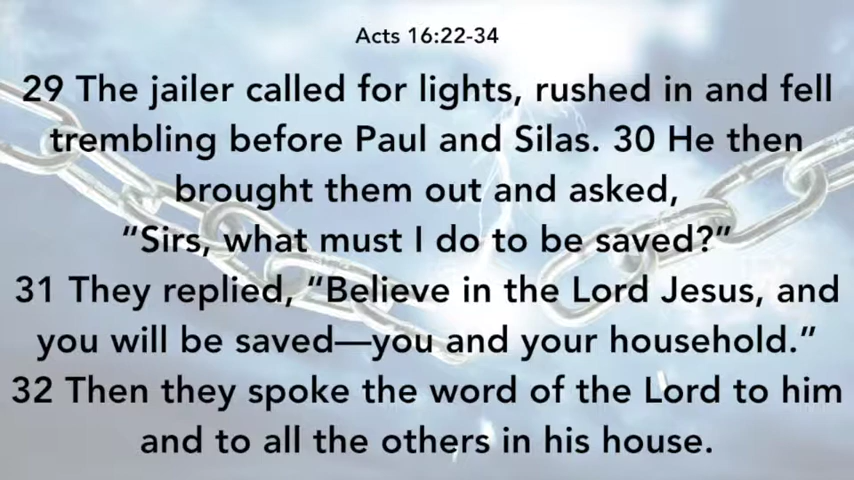 Acts 16:22-34
29 The jailer called for lights, rushed in and fell
trembling before Paul and Silas. 30 He then
brought them out and asked,
“Sirs, what must I do to be saved?”
31 They replied, “Believe in the Lord Jesus, and
you will be saved—you and your household.”
32 Then they spoke the word of the Lord to him
and to all the others in his house.